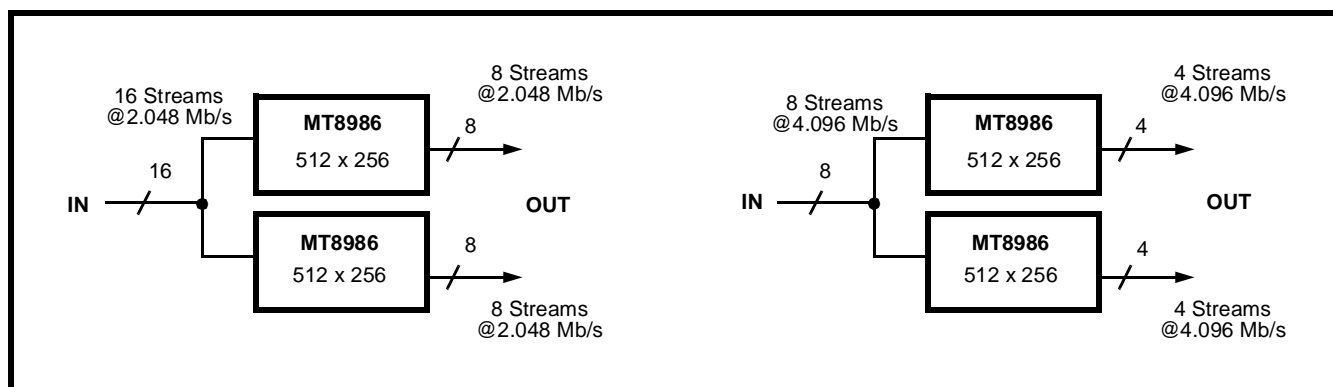 8 Streams
@2.048 Mb/s
16 Streams
@2.048 Mb/s
MT8986
512 x 256
8
16
IN
OUT
MT8986
512 x 256
8
8 Streams
@2.048 Mb/s
4 Streams
@4.096 Mb/s
8 Streams
@4.096 Mb/s
MT8986
512 x 256
4
8
IN
OUT
MT8986
512 x 256
4
4 Streams
@4.096 Mb/s